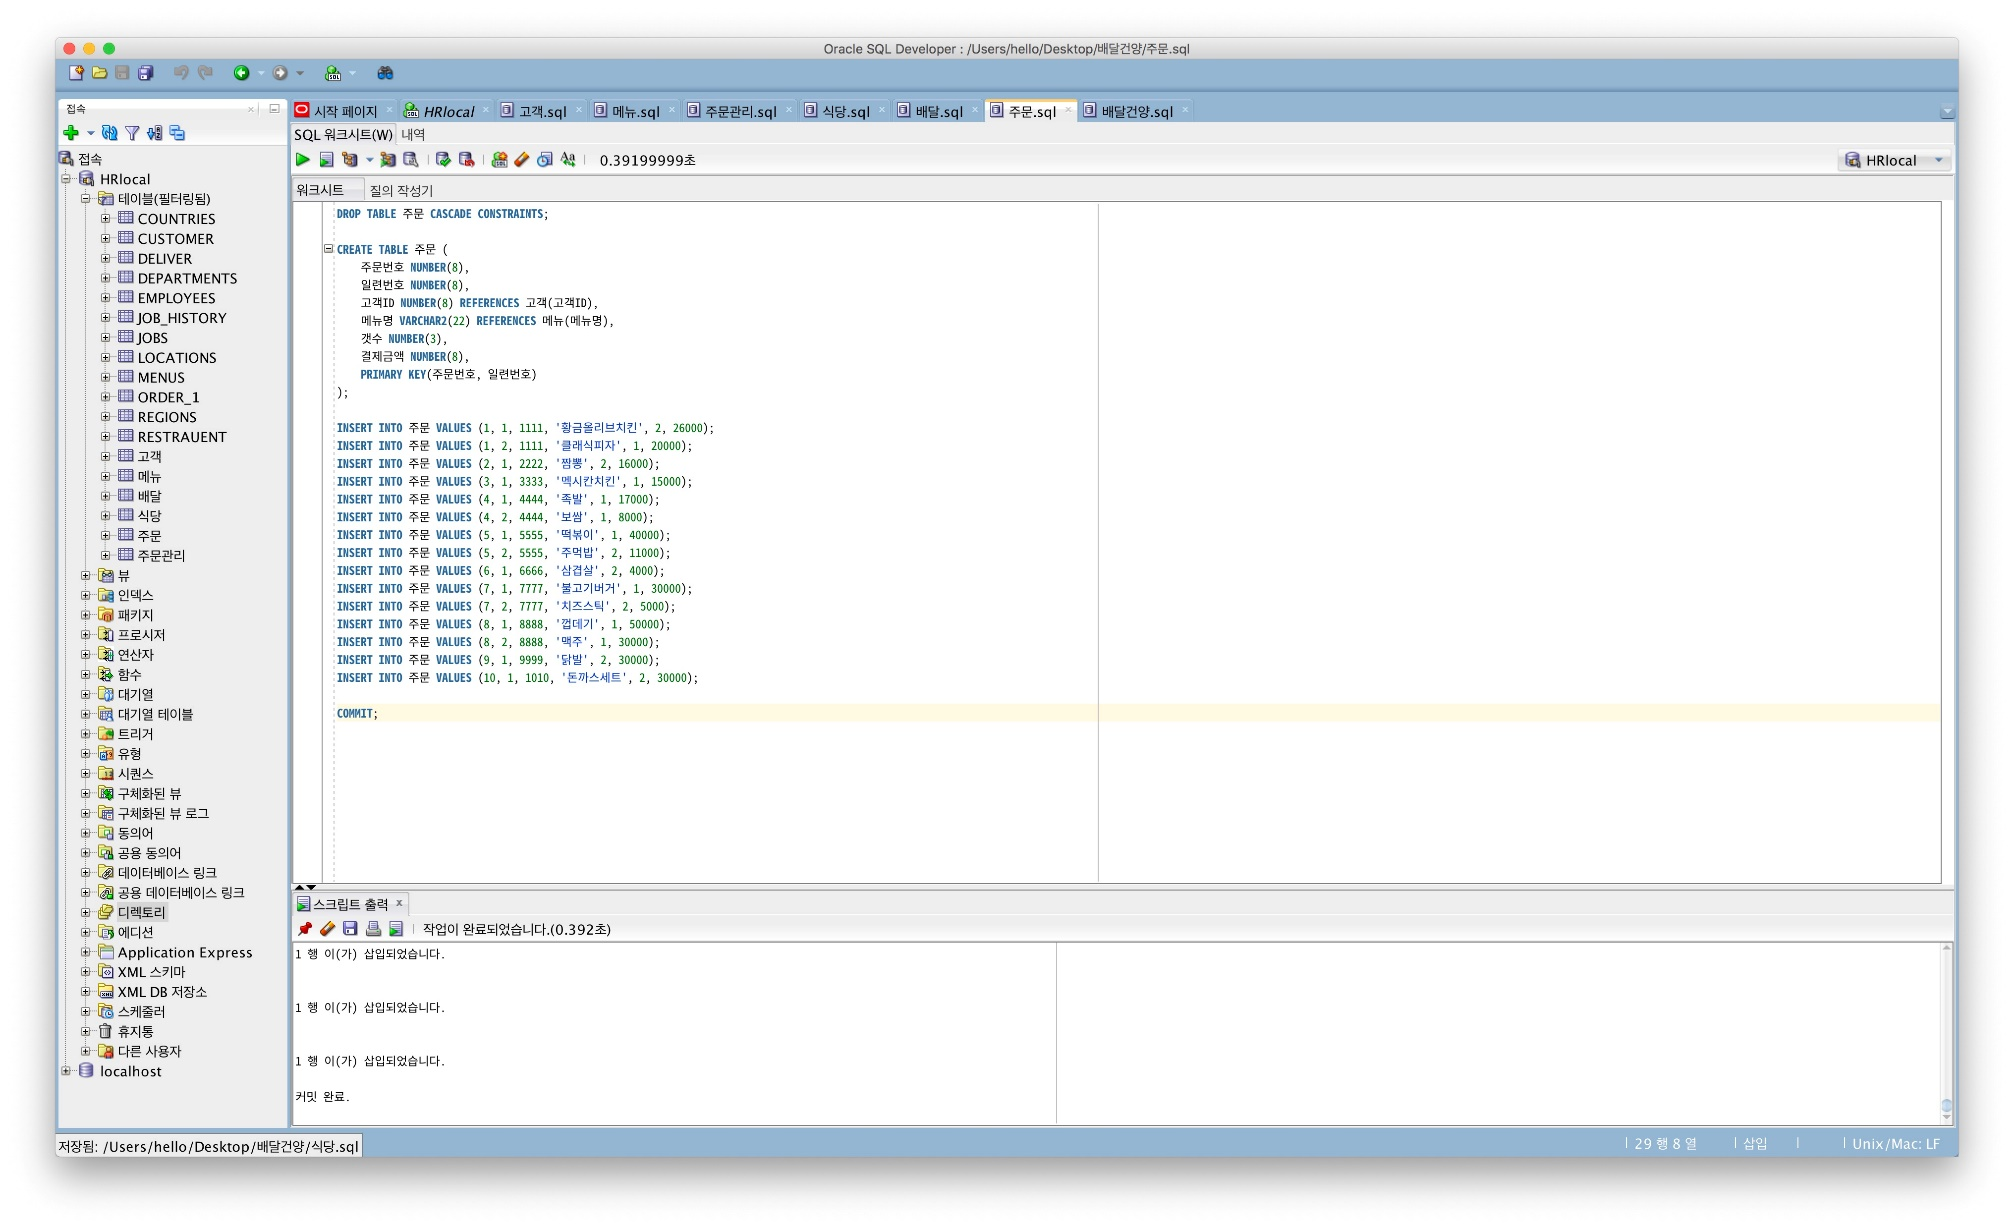 Oracle SQL Developer : /Users/hello/Desktop/배달건양/주문.sql
접속
시작 페이지 HRlocal 고객.sql 메뉴.sql 주문관리.sql 식당.sql 배달.sql 주문.sql 배달건양.sql
SQL 워크시트(W) 내역
0.39199999초
HRlocal
워크시트 질의 작성기
접속
HRlocal
테이블(필터링됨)
COUNTRIES
CUSTOMER
DELIVER
DEPARTMENTS
EMPLOYEES
JOB_HISTORY
JOBS
LOCATIONS
MENUS
ORDER_1
REGIONS
RESTRAUENT
고객
메뉴
배달
식당
주문
주문관리
뷰
인덱스
패키지
프로시저
연산자
함수
대기열
대기열 테이블
트리거
유형
시퀀스
구체화된 뷰
구체화된 뷰 로그
동의어
공용 동의어
데이터베이스 링크
공용 데이터베이스 링크
디렉토리
에디션
Application Express
XML 스키마
XML DB 저장소
스케줄러
휴지통
다른 사용자
localhost
DROP TABLE 주문 CASCADE CONSTRAINTS;
CREATE TABLE 주문 (
주문번호 NUMBER(8),
일련번호 NUMBER(8),
고객ID NUMBER(8) REFERENCES 고객(고객ID),
메뉴명 VARCHAR2(22) REFERENCES 메뉴(메뉴명),
갯수 NUMBER(3),
결제금액 NUMBER(8),
PRIMARY KEY(주문번호, 일련번호)
);
INSERT INTO 주문 VALUES (1, 1, 1111, '황금올리브치킨', 2, 26000);
INSERT INTO 주문 VALUES (1, 2, 1111, '클래식피자', 1, 20000);
INSERT INTO 주문 VALUES (2, 1, 2222, '짬뽕', 2, 16000);
INSERT INTO 주문 VALUES (3, 1, 3333, '멕시칸치킨', 1, 15000);
INSERT INTO 주문 VALUES (4, 1, 4444, '족발', 1, 17000);
INSERT INTO 주문 VALUES (4, 2, 4444, '보쌈', 1, 8000);
INSERT INTO 주문 VALUES (5, 1, 5555, '떡볶이', 1, 40000);
INSERT INTO 주문 VALUES (5, 2, 5555, '주먹밥', 2, 11000);
INSERT INTO 주문 VALUES (6, 1, 6666, '삼겹살', 2, 4000);
INSERT INTO 주문 VALUES (7, 1, 7777, '불고기버거', 1, 30000);
INSERT INTO 주문 VALUES (7, 2, 7777, '치즈스틱', 2, 5000);
INSERT INTO 주문 VALUES (8, 1, 8888, '껍데기', 1, 50000);
INSERT INTO 주문 VALUES (8, 2, 8888, '맥주', 1, 30000);
INSERT INTO 주문 VALUES (9, 1, 9999, '닭발', 2, 30000);
INSERT INTO 주문 VALUES (10, 1, 1010, '돈까스세트', 2, 30000);
COMMIT;
스크립트 출력
작업이 완료되었습니다.(0.392초)
1 행 이(가) 삽입되었습니다.
1 행 이(가) 삽입되었습니다.
1 행 이(가) 삽입되었습니다.
커밋 완료.
저장됨: /Users/hello/Desktop/배달건양/식당.sql
29 행 8 열 삽입 Unix/Mac: LF